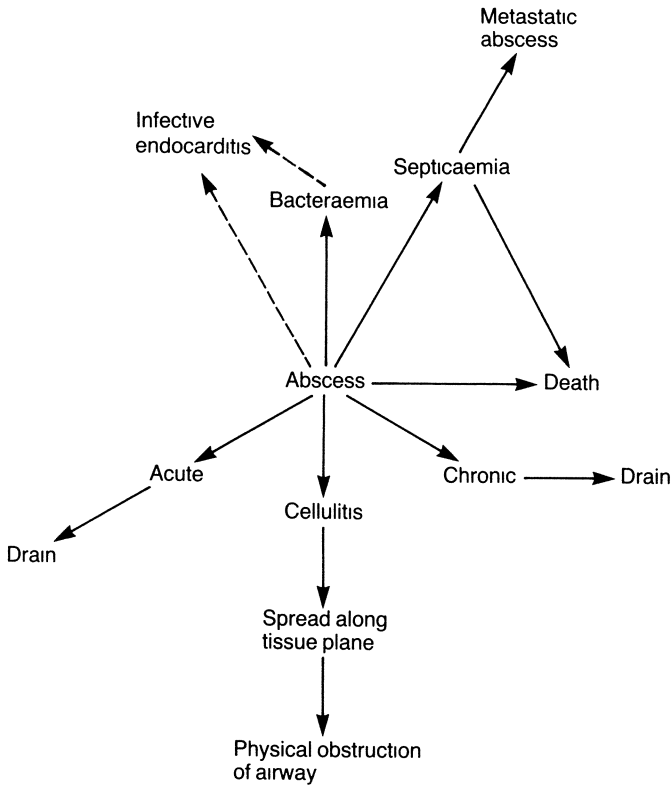 Metastatic
abscess
Infective
endocarditis
Septicaemia
Bacteraemia
Abscess
Death
Acute
Chronic
Drain
Cellulitis
Drain
Spread along
tissue plane
Physical obstruction
of airway